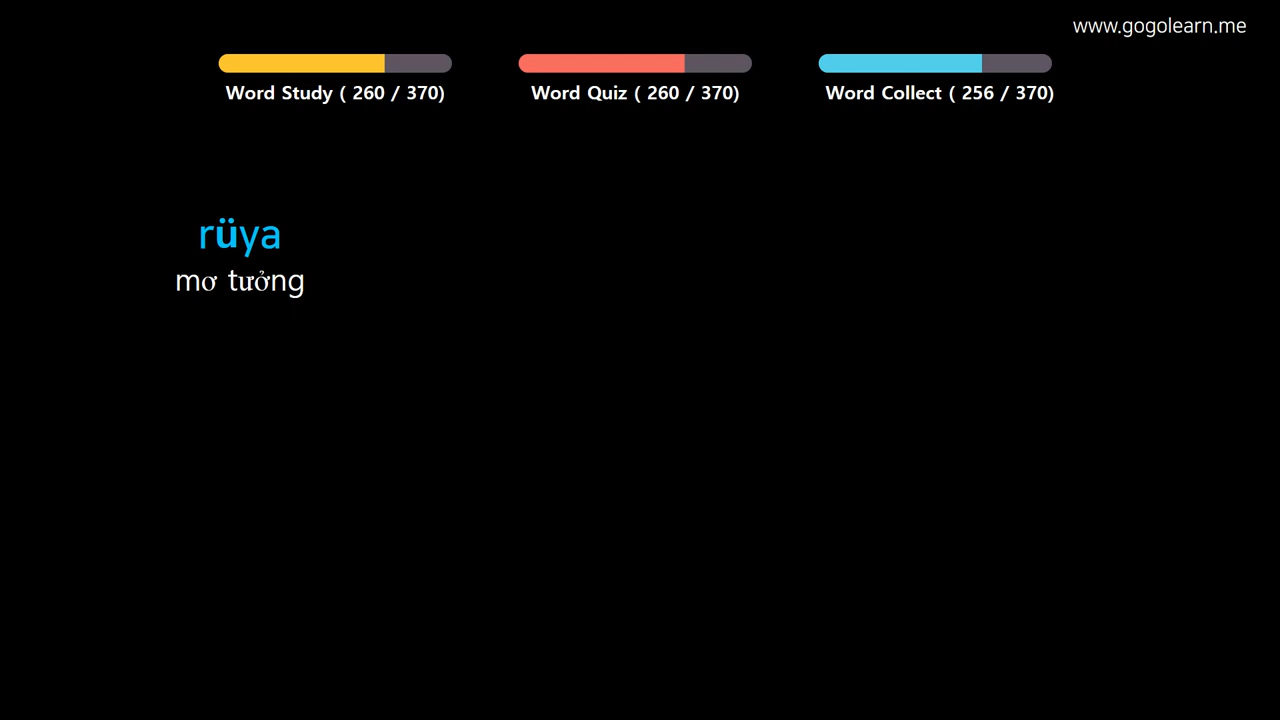 www.gogolearn.me
Word Study ( 260 / 370)
Word Quiz ( 260 / 370)
Word Collect ( 256 / 370)
rüya
mơ tưởng